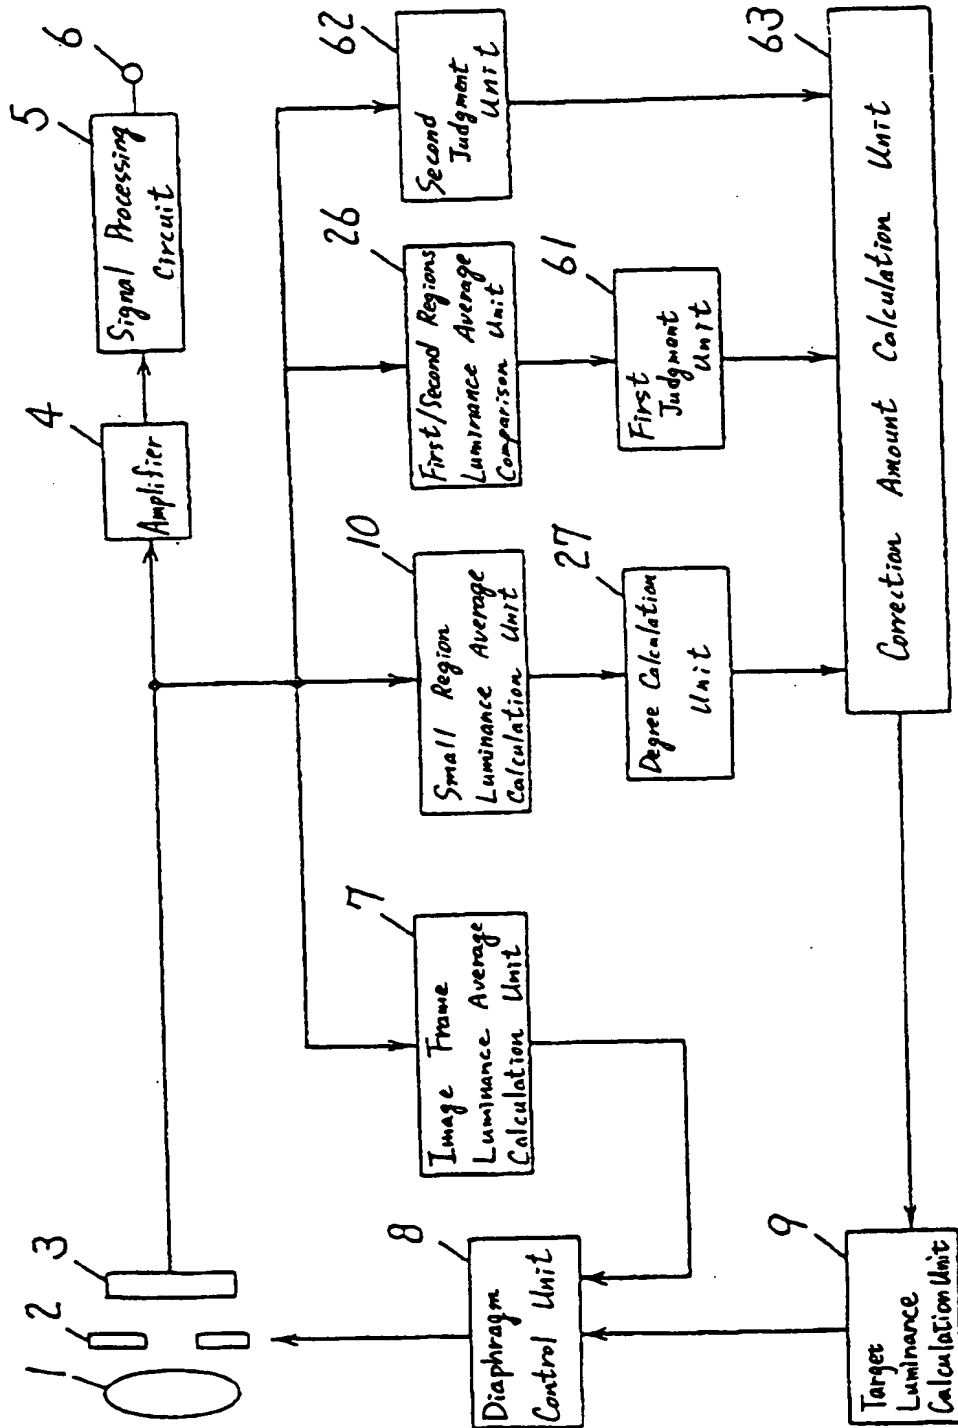 1
2
3
4
Amplifier
5
Signal Processing
Circuit
6
8
Diaphragm
Control Unit
7
Image Frame
Luminance Average
Calculation Unit
10
Small Region
Luminance Average
Calculation Unit
26
First/Second Regions
Luminance Average
Comparison Unit
62
Second
Judgment
Unit
27
Degree Calculation
Unit
61
First
Judgment
Unit
9
Target
Luminance
Calculation Unit
63
Correction Amount Calculation Unit